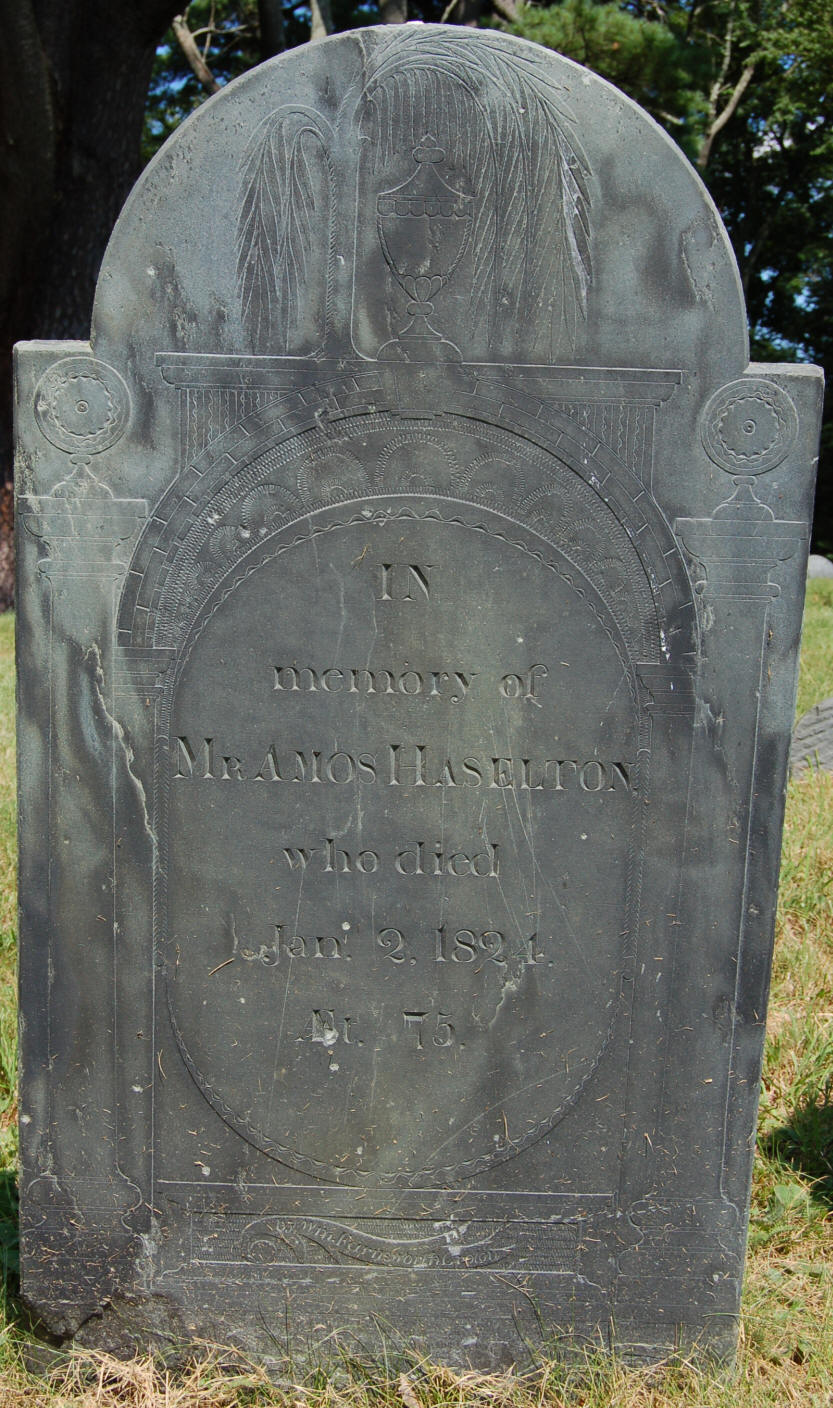 IN
memory of
MR AMOS HASELTON
who died
Jan. 2, 1824.
Æt. 75.